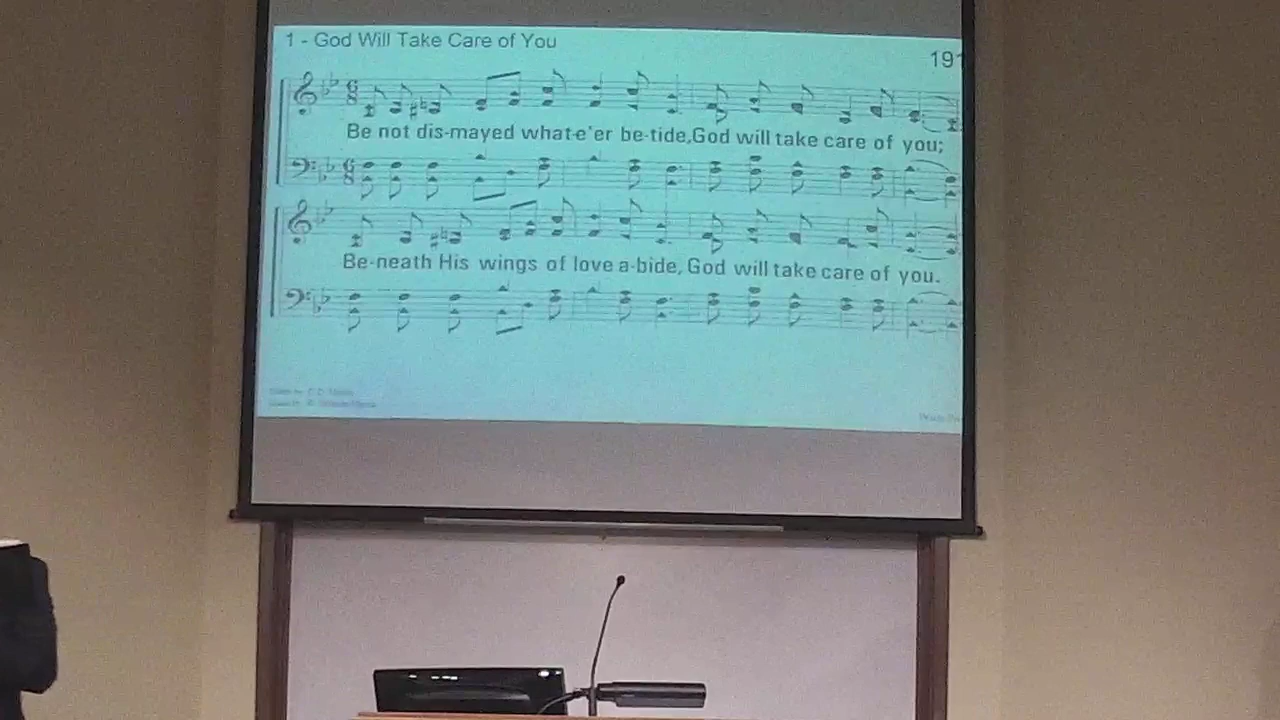 1 - God Will Take Care of You
191
Be not dis-mayed what-e'er be-tide,God will take care of you;
Be-neath His wings of love a-bide, God will take care of you.